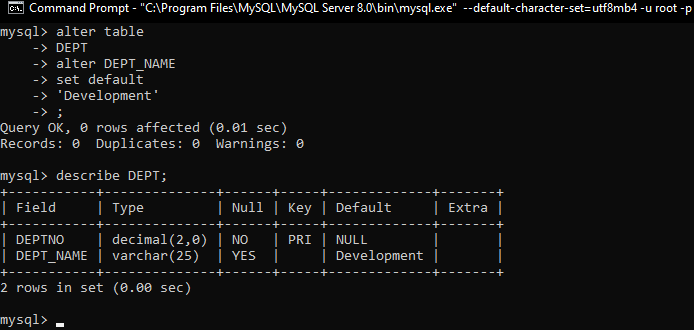 Command Prompt - "C:\Program Files\MySQL\MySQL Server 8.0\bin\mysql.exe"  --default-character-set=utf8mb4 -u root -p
mysql> alter table
    -> DEPT
    -> alter DEPT_NAME
    -> set default
    -> 'Development'
    -> ;
Query OK, 0 rows affected (0.01 sec)
Records: 0  Duplicates: 0  Warnings: 0
mysql> describe DEPT;
+-----------+--------------+------+-----+-------------+-------+
| Field     | Type         | Null | Key | Default     | Extra |
+-----------+--------------+------+-----+-------------+-------+
| DEPTNO    | decimal(2,0) | NO   | PRI | NULL        |       |
| DEPT_NAME | varchar(25)  | YES  |     | Development |       |
+-----------+--------------+------+-----+-------------+-------+
2 rows in set (0.00 sec)
mysql>